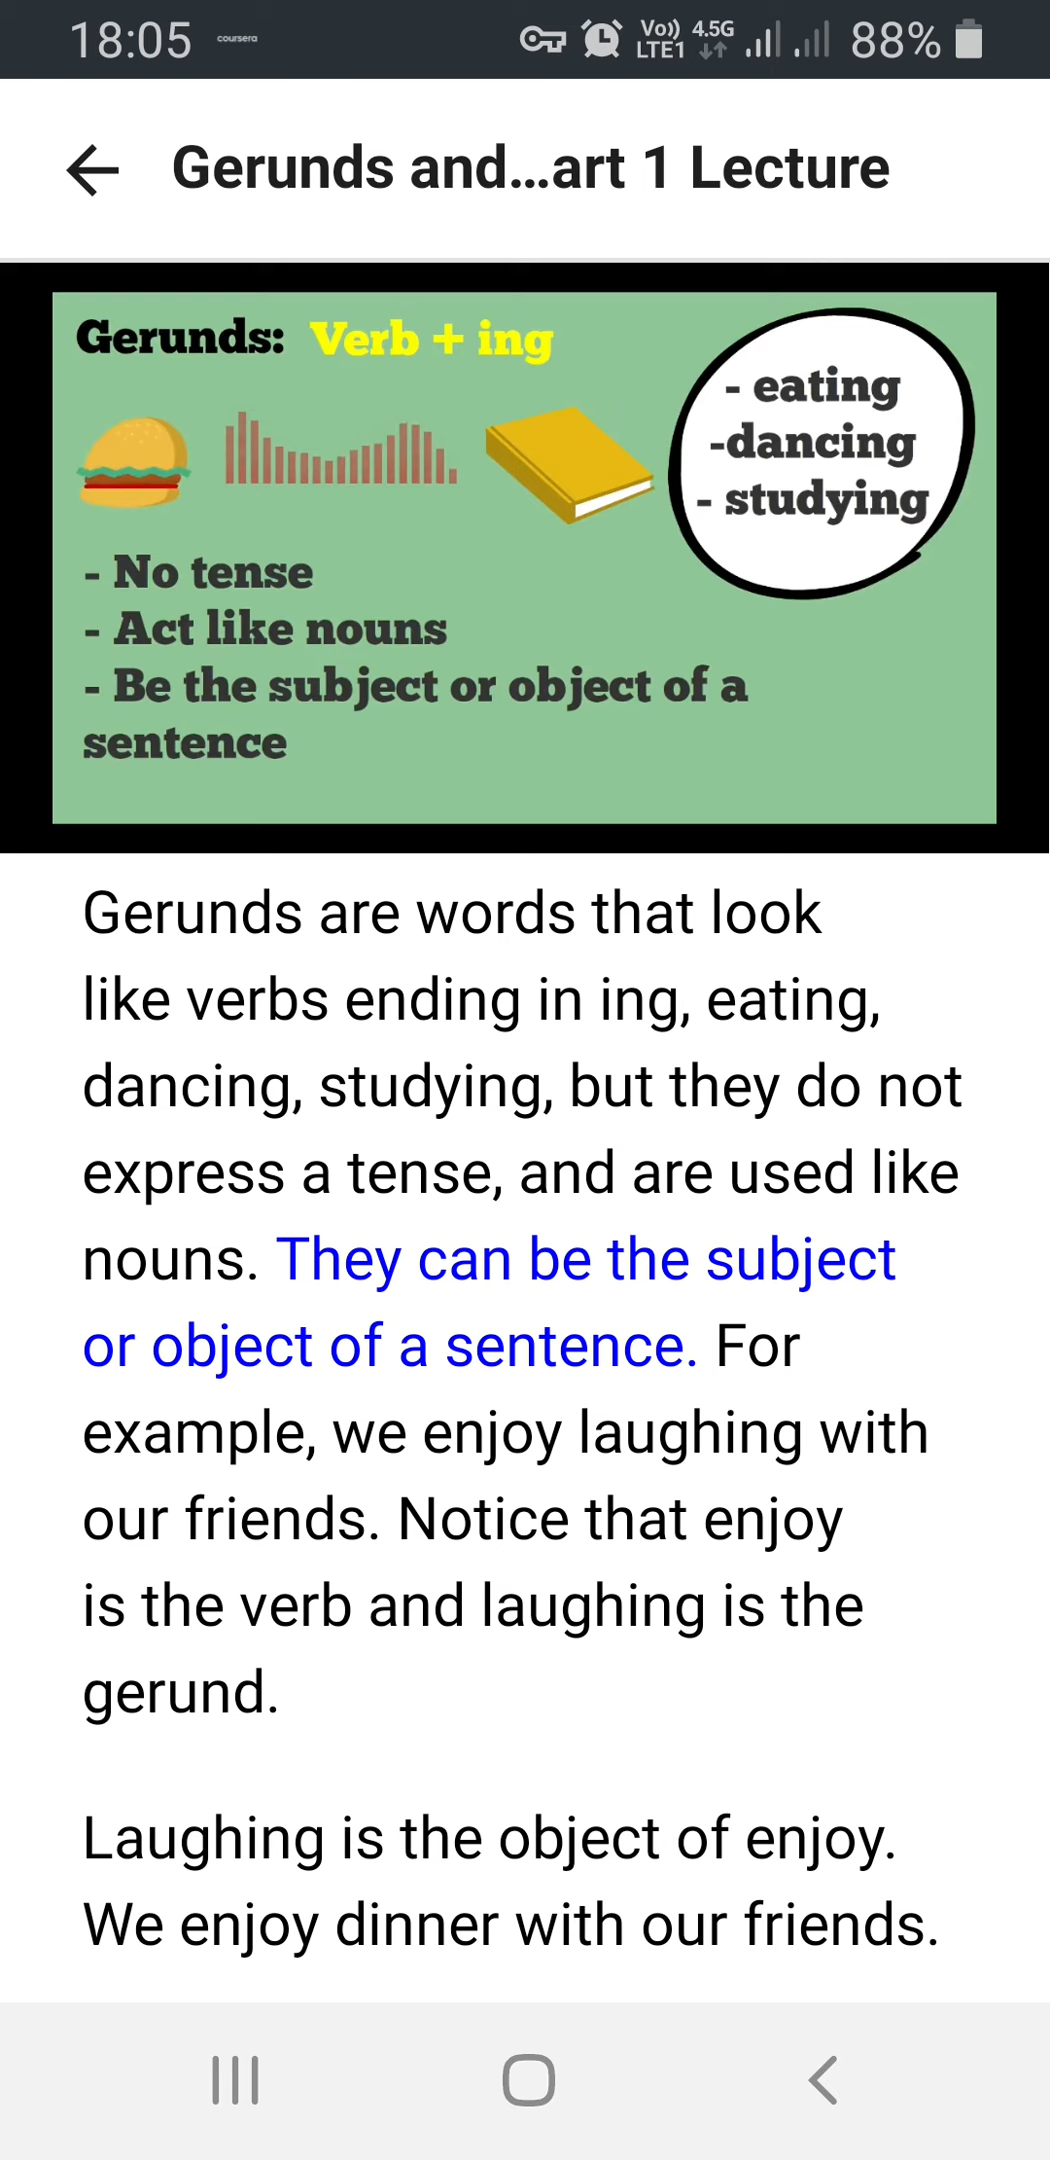 18:05 coursera Vo)) LTE1 4.5G 88%
Gerunds and...art 1 Lecture
Gerunds: Verb + ing
- eating
-dancing
- studying
- No tense
- Act like nouns
- Be the subject or object of a
sentence
Gerunds are words that look
like verbs ending in ing, eating,
dancing, studying, but they do not
express a tense, and are used like
nouns. They can be the subject
or object of a sentence. For
example, we enjoy laughing with
our friends. Notice that enjoy
is the verb and laughing is the
gerund.
Laughing is the object of enjoy.
We enjoy dinner with our friends.